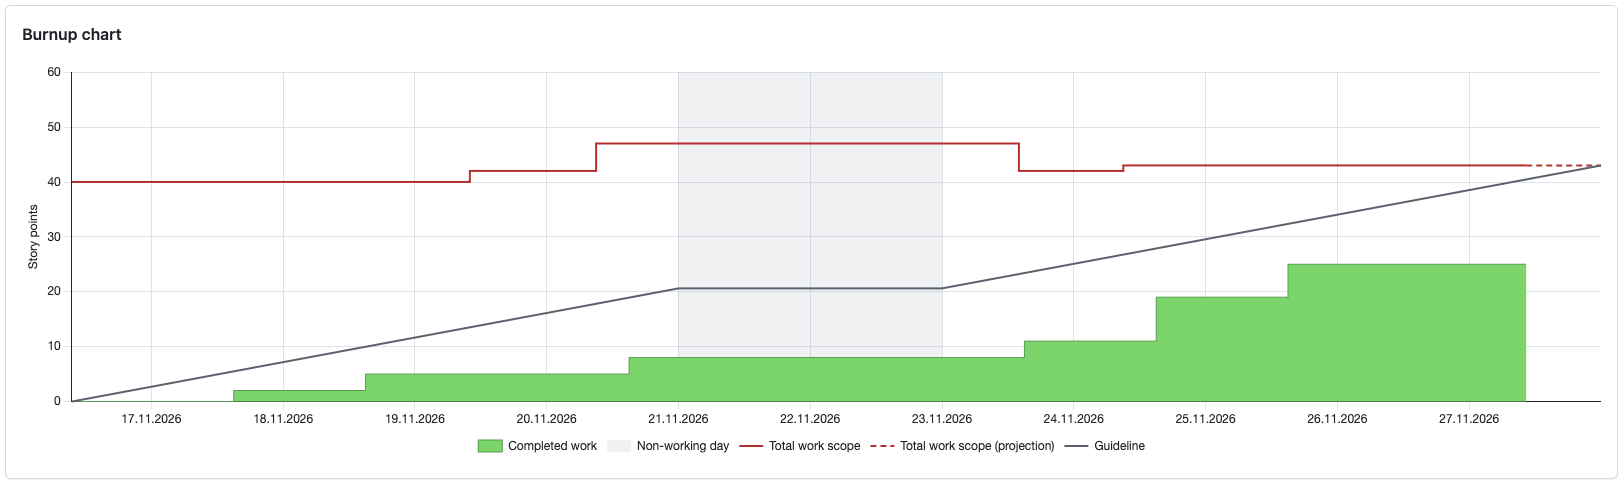 Burnup chart
60
50
40
30
20
10
0
Story points
17.11.2026 18.11.2026 19.11.2026 20.11.2026 21.11.2026 22.11.2026 23.11.2026 24.11.2026 25.11.2026 26.11.2026 27.11.2026
Completed work Non-working day Total work scope Total work scope (projection) Guideline